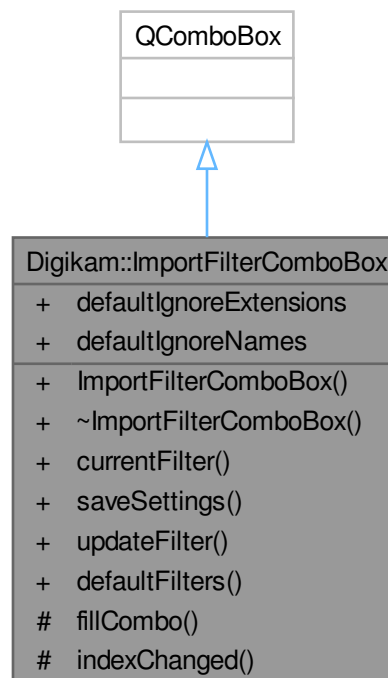 QComboBox
Digikam::ImportFilterComboBox
+ defaultIgnoreExtensions
+ defaultIgnoreNames
+ ImportFilterComboBox()
+ ~ImportFilterComboBox()
+ currentFilter()
+ saveSettings()
+ updateFilter()
+ defaultFilters()
# fillCombo()
# indexChanged()